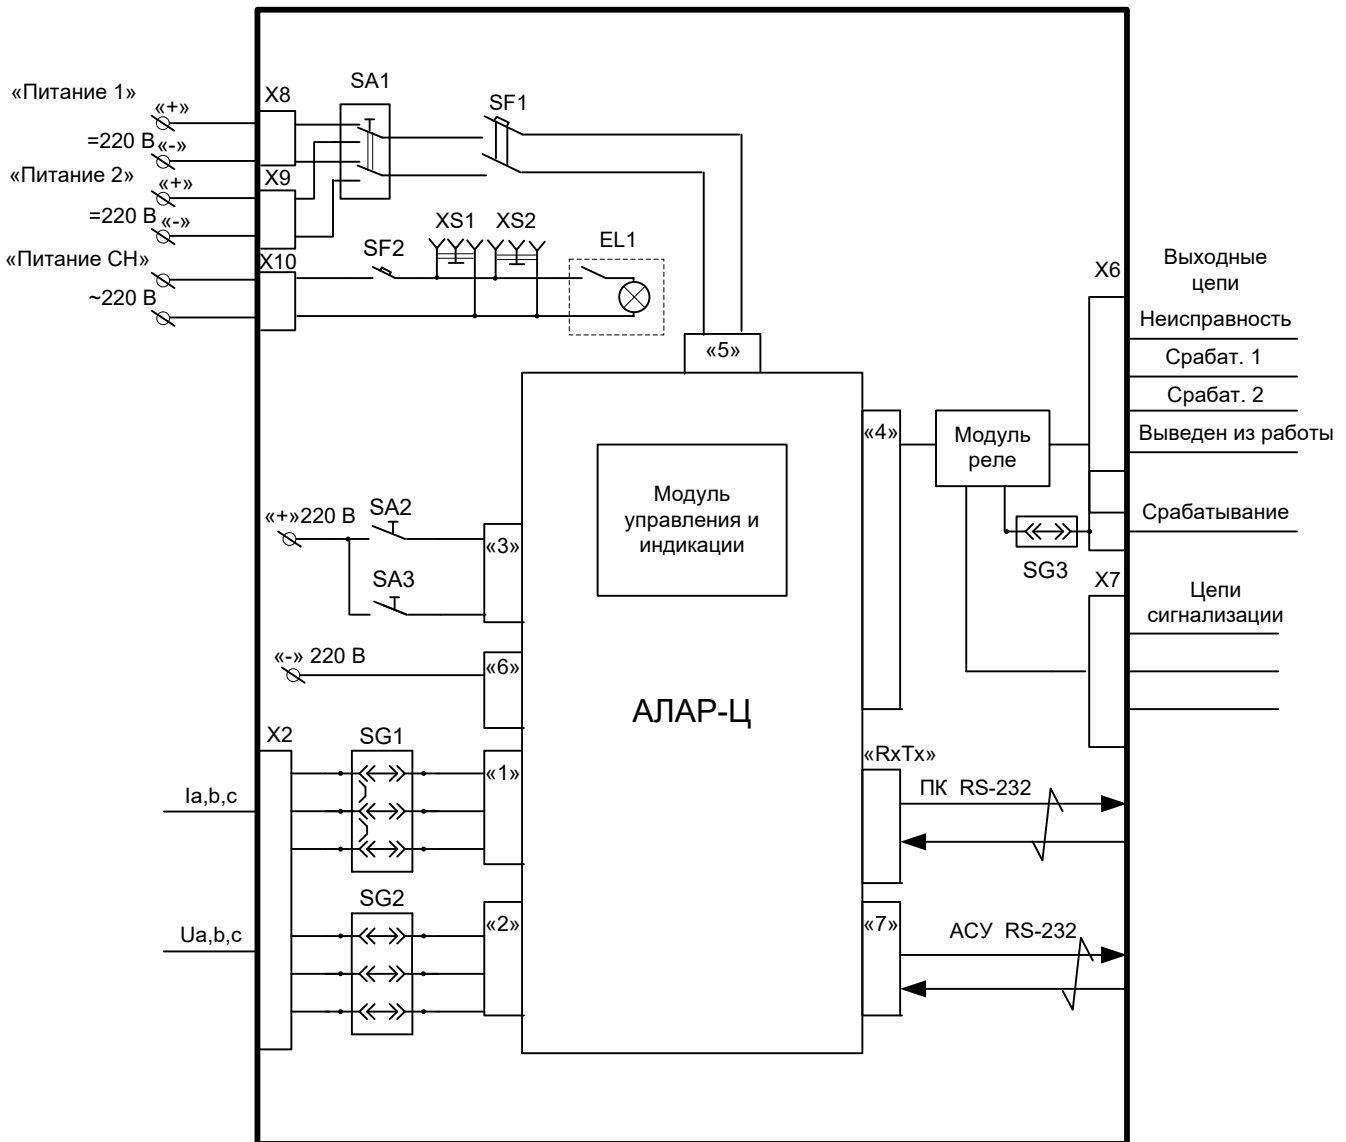 «Питание 1»
«+»
=220 В
«-»
«Питание 2»
«+»
=220 В
«-»
«Питание СН»
~220 В
X8
X9
X10
SA1
SF1
SF2
XS1
XS2
EL1
«5»
X6
Выходные
цепи
Неисправность
Срабат. 1
Срабат. 2
Выведен из работы
Срабатывание
«4»
Модуль
реле
SG3
X7
Цепи
сигнализации
Модуль
управления и
индикации
«+»220 В
SA2
SA3
«3»
«-» 220 В
«6»
АЛАР-Ц
X2
SG1
«1»
Ia,b,c
SG2
«2»
Ua,b,c
«RxTx»
ПК RS-232
«7»
АСУ RS-232